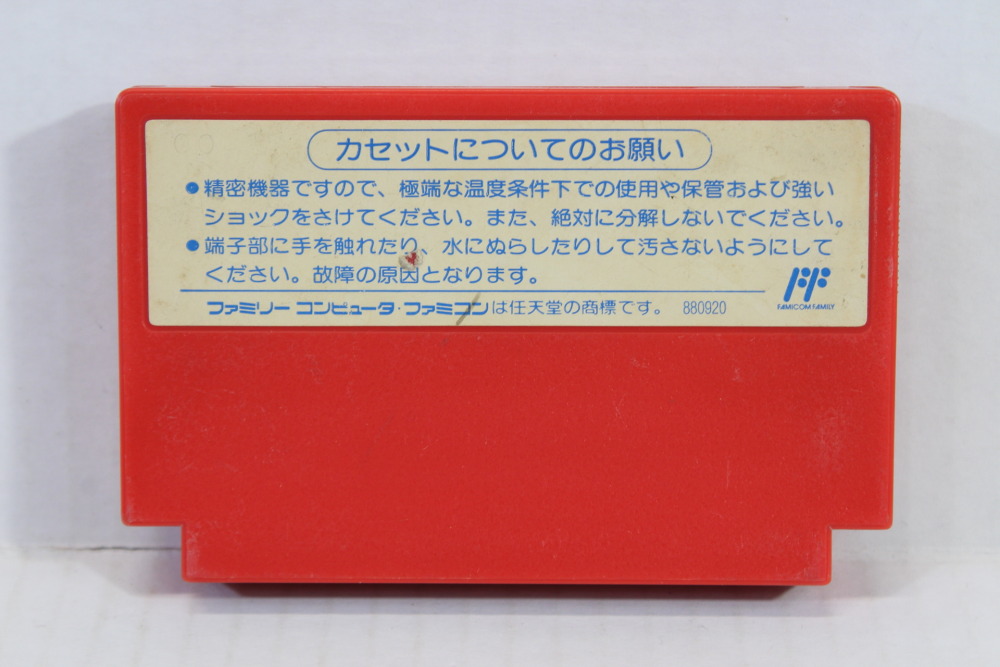 カセットについてのお願い
●精密機器ですので、極端な温度条件下での使用や保管および強い
ショックをさけてください。また、絶対に分解しないでください。
●端子部に手を触れたり、水にぬらしたりして汚さないようにして
ください。故障の原因となります。
FAMICOM FAMILY
ファミリー コンピュータ・ファミコンは任天堂の商標です。 880920